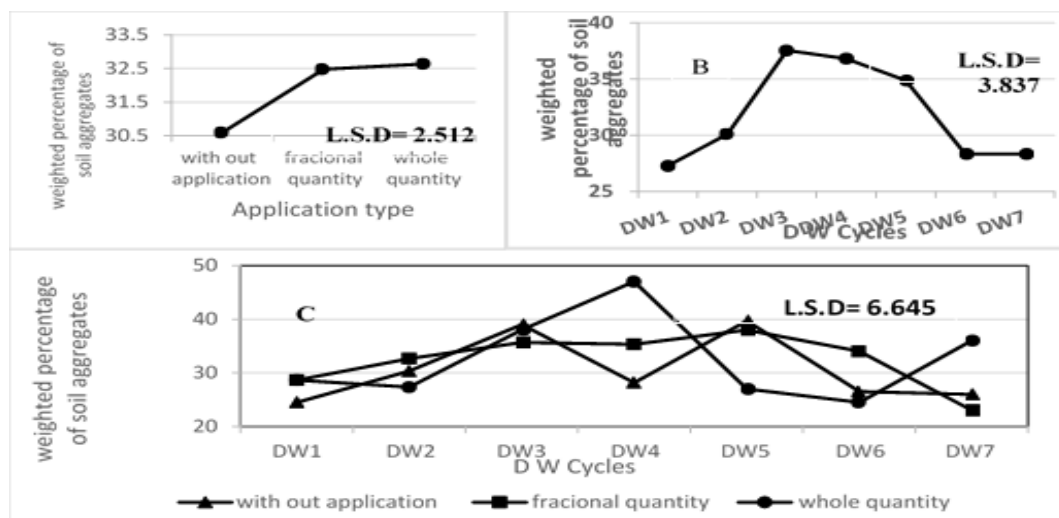 weighted percentage of
soil aggregates
33.5
32.5
31.5
30.5
L.S.D= 2.512
with out
application
fracional
quantity
whole
quantity
Application type
weighted
percentage of soil
aggregates
40
35
30
25
B
L.S.D=
3.837
DW1
DW2
DW3
DW4
DW5
DW6
DW7
D W Cycles
weighted percentage
of soil aggregates
50
40
30
20
C
L.S.D= 6.645
DW1 DW2 DW3 DW4 DW5 DW6 DW7
D W Cycles
with out application fracional quantity whole quantity